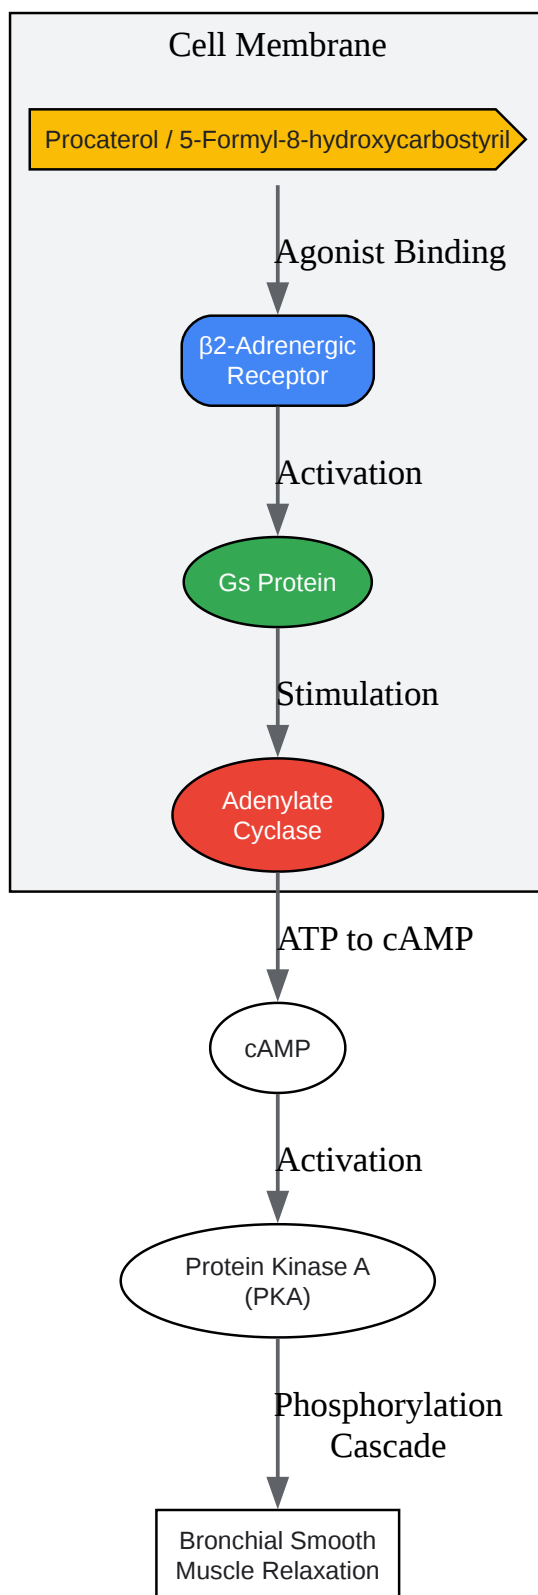 Cell Membrane
Procaterol / 5-Formyl-8-hydroxycarbostyril
Agonist Binding
β2-Adrenergic
Receptor
Activation
Gs Protein
Stimulation
Adenylate
Cyclase
ATP to cAMP
cAMP
Activation
Protein Kinase A
(PKA)
Phosphorylation
Cascade
Bronchial Smooth
Muscle Relaxation